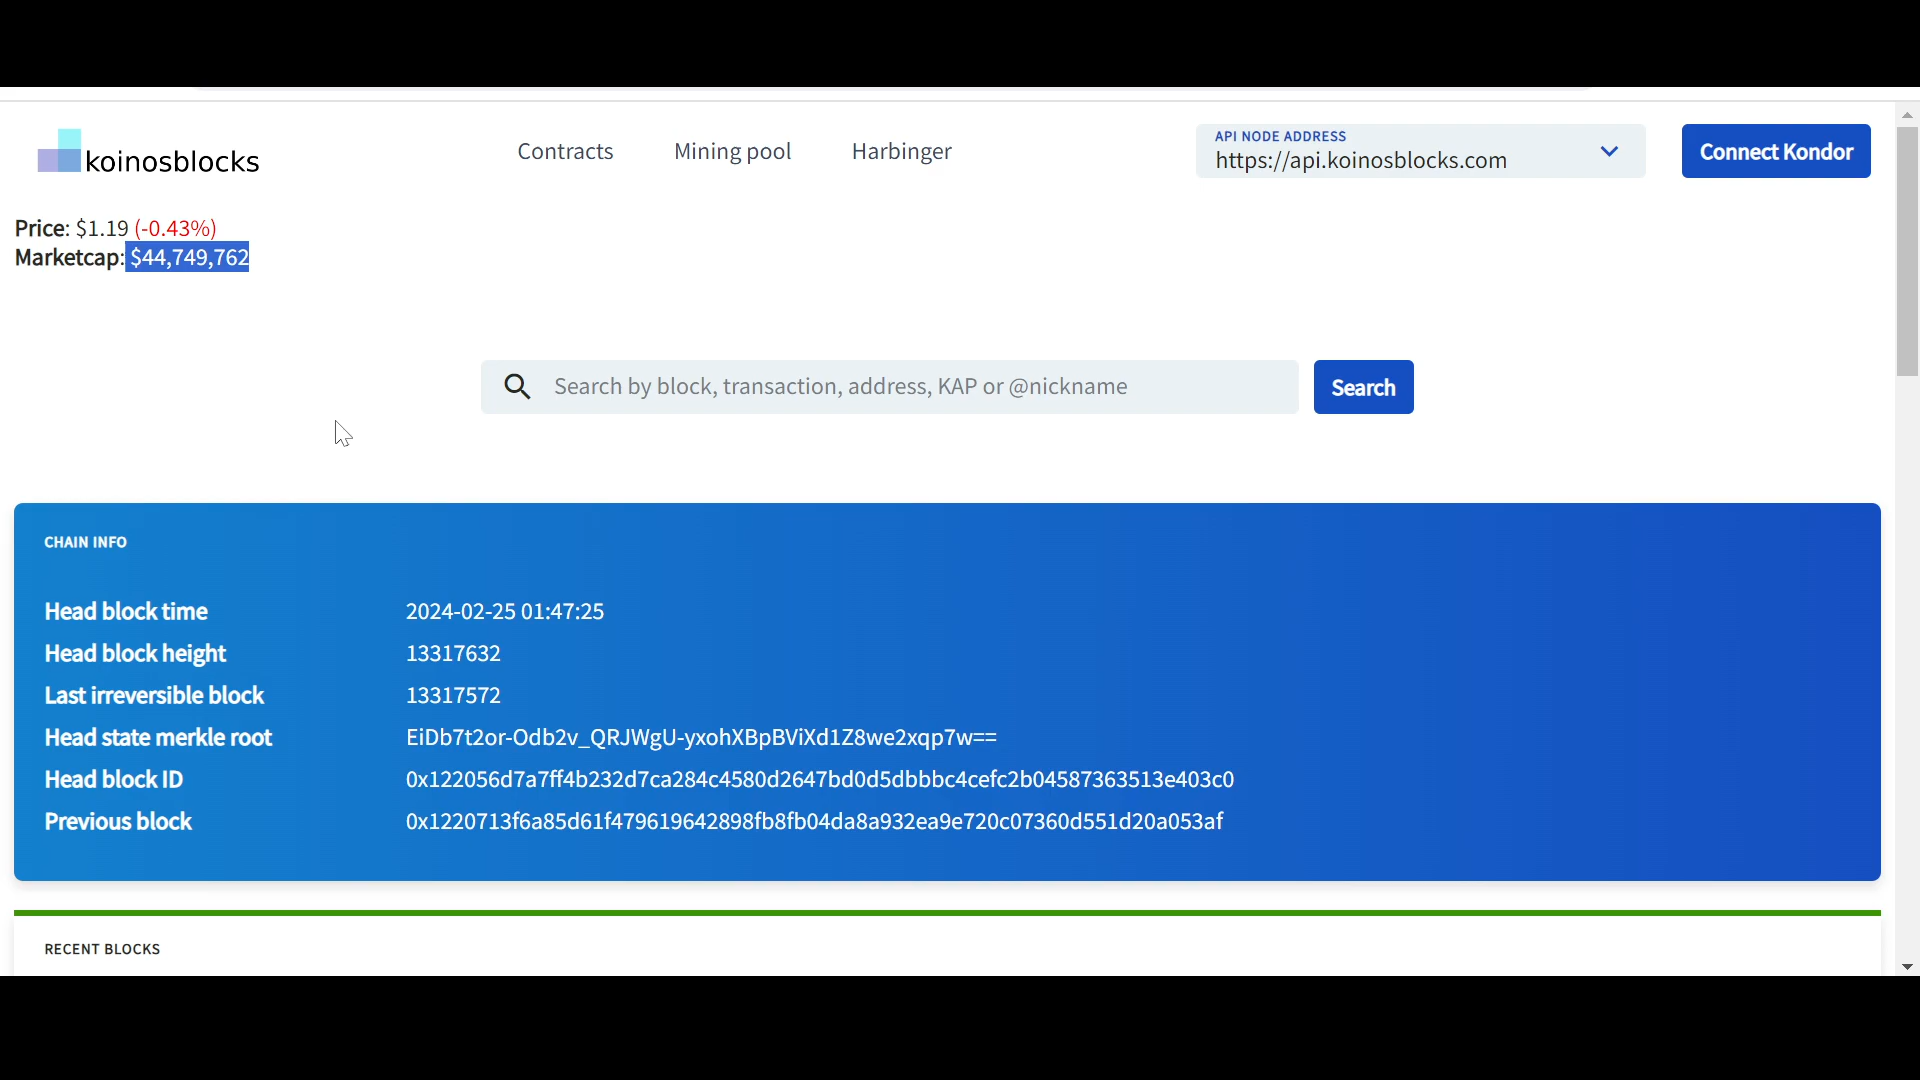 koinosblocks
Contracts
Mining pool
Harbinger
API NODE ADDRESS
https://api.koinosblocks.com
Connect Kondor
Price: $1.19 (-0.43%)
Marketcap: $44,749,762
Search by block, transaction, address, KAP or @nickname
Search
CHAIN INFO
Head block time 2024-02-25 01:47:25
Head block height 13317632
Last irreversible block 13317572
Head state merkle root EiDb7t2or-Odb2v_QRJWgU-yxohXBpBViXd1Z8we2xqp7w==
Head block ID 0x122056d7a7ff4b232d7ca284c4580d2647bd0d5dbbbc4cefc2b04587363513e403c0
Previous block 0x1220713f6a85d61f479619642898fb8fb04da8a932ea9e720c07360d551d20a053af
RECENT BLOCKS